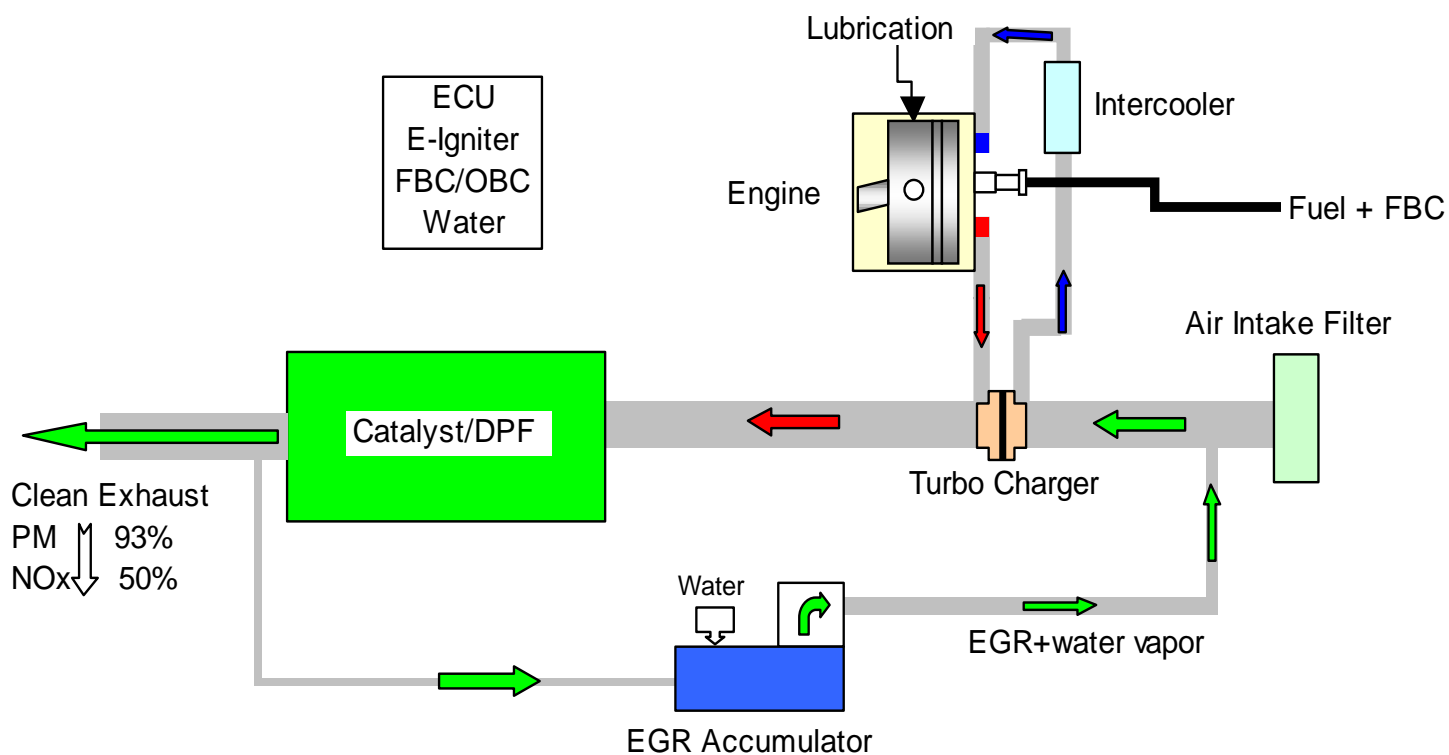 Lubrication
ECU
E-Igniter
FBC/OBC
Water
Intercooler
Engine
Fuel + FBC
Air Intake Filter
Catalyst/DPF
Turbo Charger
Clean Exhaust
PM 93%
NOx 50%
Water
EGR+water vapor
EGR Accumulator